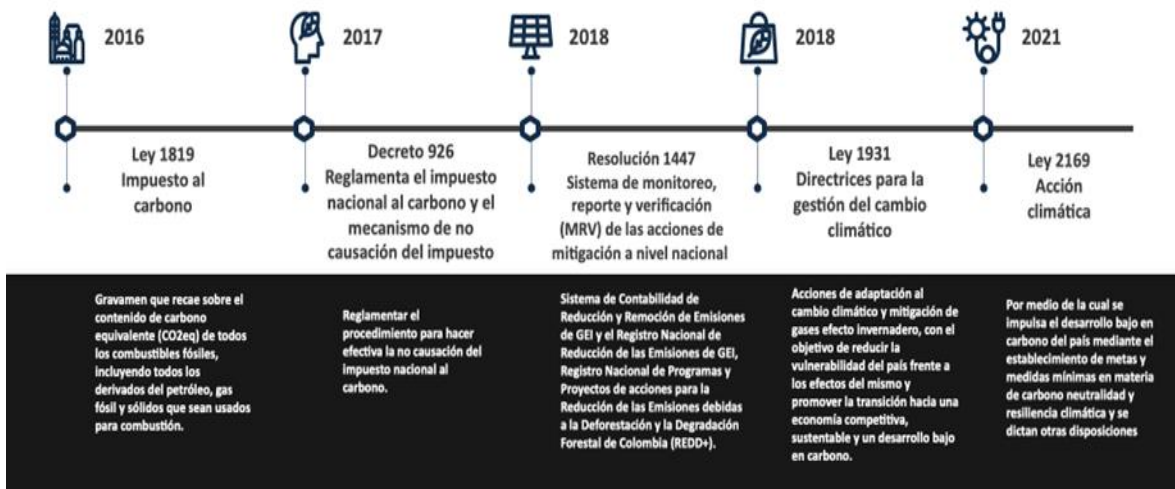 2016
Ley 1819
Impuesto al
carbono
Gravamen que recae sobre el
contenido de carbono
equivalente (CO2eq) de todos
los combustibles fósiles,
incluyendo todos los
derivados del petróleo, gas
fósil y sólidos que sean usados
para combustión.
2017
Decreto 926
Reglamenta el impuesto
nacional al carbono y el
mecanismo de no
causación del impuesto
Reglamentar el
procedimiento para hacer
efectiva la no causación del
impuesto nacional al
carbono.
2018
Resolución 1447
Sistema de monitoreo,
reporte y verificación
(MRV) de las acciones de
mitigación a nivel nacional
Sistema de Contabilidad de
Reducción y Remoción de Emisiones
de GEI y el Registro Nacional de
Reducción de las Emisiones de GEI,
Registro Nacional de Programas y
Proyectos de acciones para la
Reducción de las Emisiones debidas
a la Deforestación y la Degradación
Forestal de Colombia (REDD+).
2018
Ley 1931
Directrices para la
gestión del cambio
climático
Acciones de adaptación al
cambio climático y mitigación de
gases efecto invernadero, con el
objetivo de reducir la
vulnerabilidad del país frente a
los efectos del mismo y
promover la transición hacia una
economía competitiva,
sustentable y un desarrollo bajo
en carbono.
2021
Ley 2169
Acción
climática
Por medio de la cual se
impulsa el desarrollo bajo en
carbono del país mediante el
establecimiento de metas y
medidas mínimas en materia
de carbono neutralidad y
resiliencia climática y se
dictan otras disposiciones